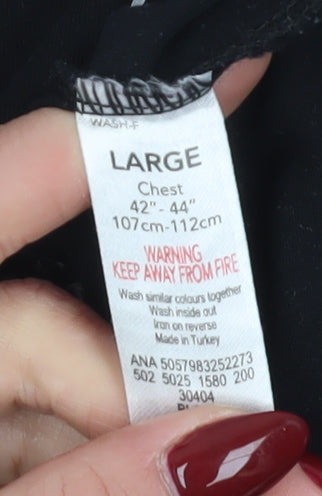 WASH-F
LARGE
Chest
42"- 44"
107cm-112cm
WARNING
KEEP AWAY FROM FIRE
Wash similar colours together
Wash inside out
Iron on reverse
Made in Turkey
ANA 5057983252273
502 5025 1580 200
30404